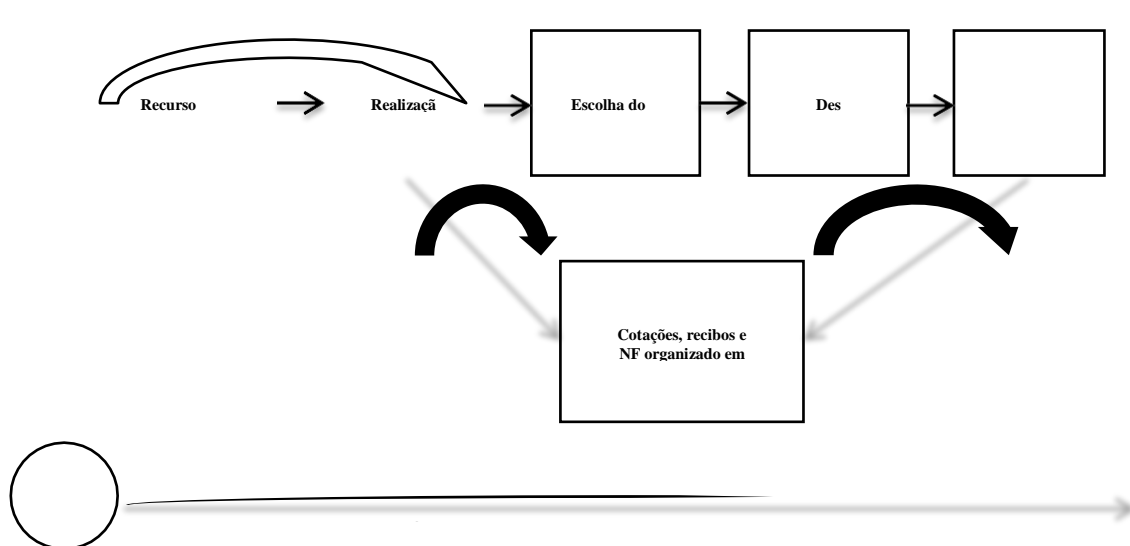 Recurso
Realizaçã
Escolha do
Des
Cotações, recibos e
NF organizado em